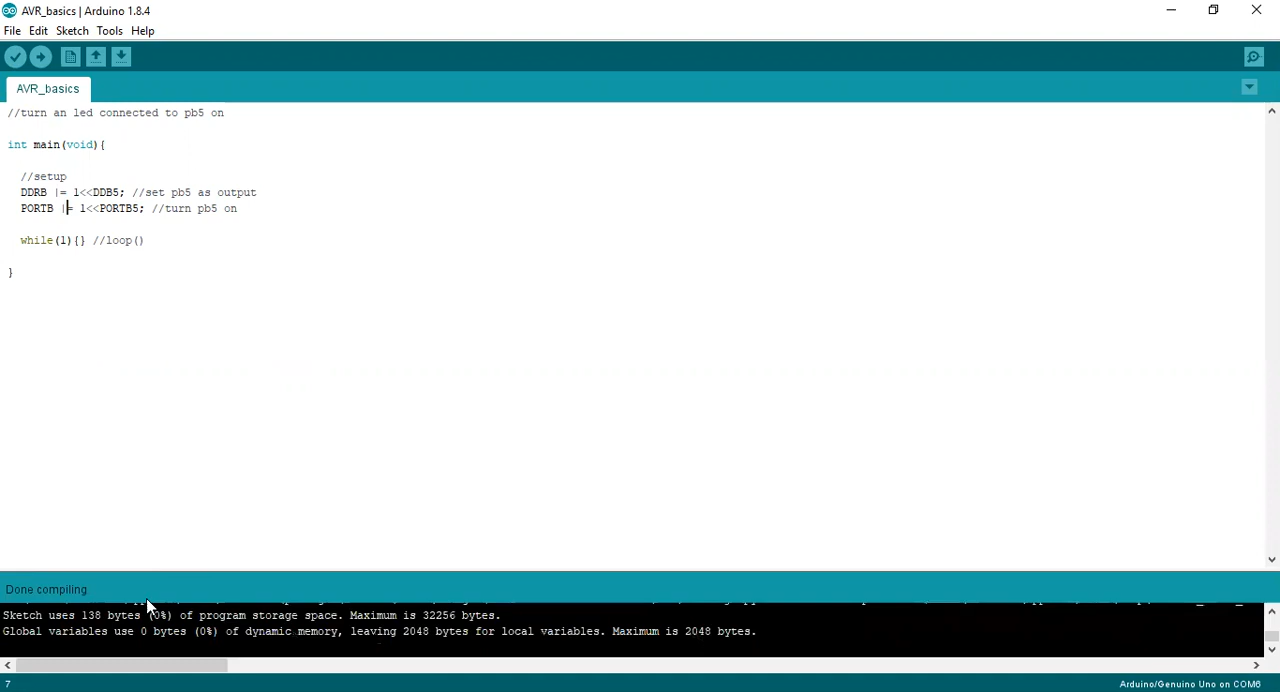 AVR_basics | Arduino 1.8.4
File Edit Sketch Tools Help
AVR_basics
//turn an led connected to pb5 on
int main(void){
//setup
DDRB |= 1<<DDB5; //set pb5 as output
PORTB |= 1<<PORTB5; //turn pb5 on
while(1){} //loop()
}
Done compiling
Sketch uses 138 bytes (0%) of program storage space. Maximum is 32256 bytes.
Global variables use 0 bytes (0%) of dynamic memory, leaving 2048 bytes for local variables. Maximum is 2048 bytes.
7 Arduino/Genuino Uno on COM6